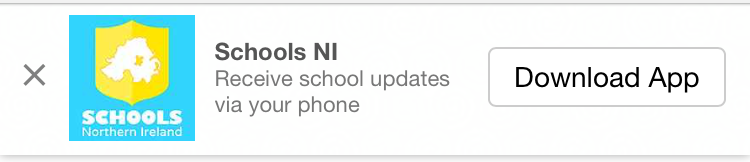 Schools NI
Receive school updates
via your phone
Download App
SCHOOLS
Northern Ireland